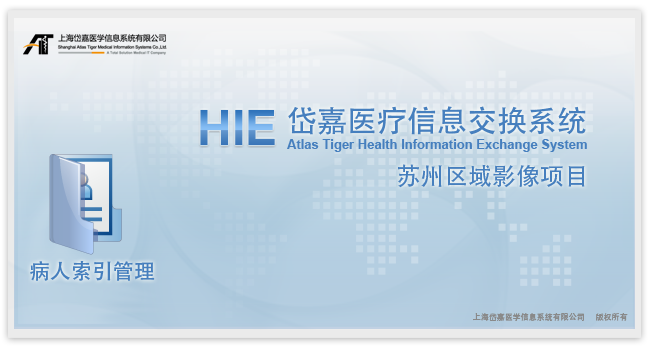 上海岱嘉医学信息系统有限公司
Shanghai Atlas Tiger Medical Information Systems Co.,Ltd
A Total Solution Medical IT Company
HIE 岱嘉医疗信息交换系统
Atlas Tiger Health Information Exchange System
苏州区域影像项目
病人索引管理
上海岱嘉医学信息系统有限公司 版权所有